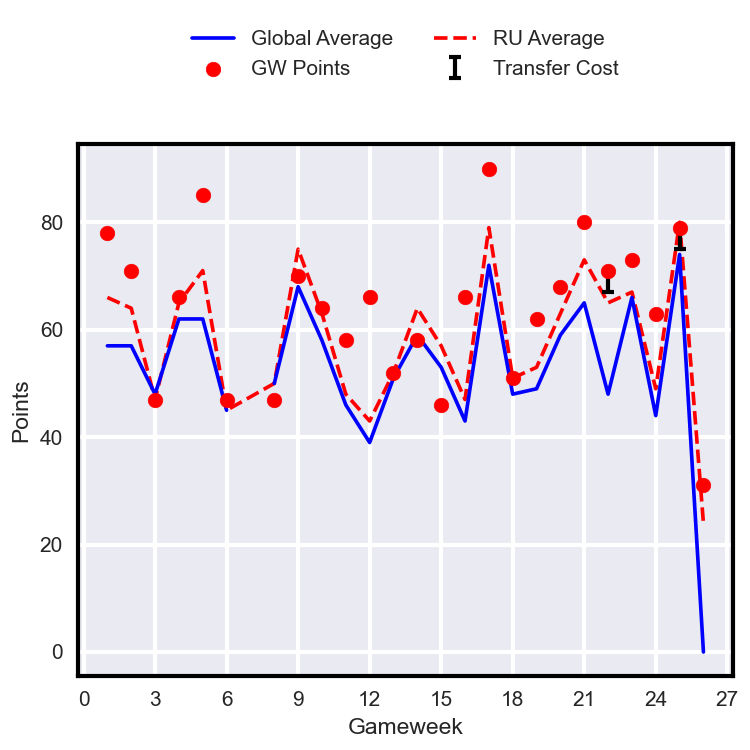 Global Average
RU Average
GW Points
Transfer Cost
80
60
40
20
0
Points
0 3 6 9 12 15 18 21 24 27
Gameweek